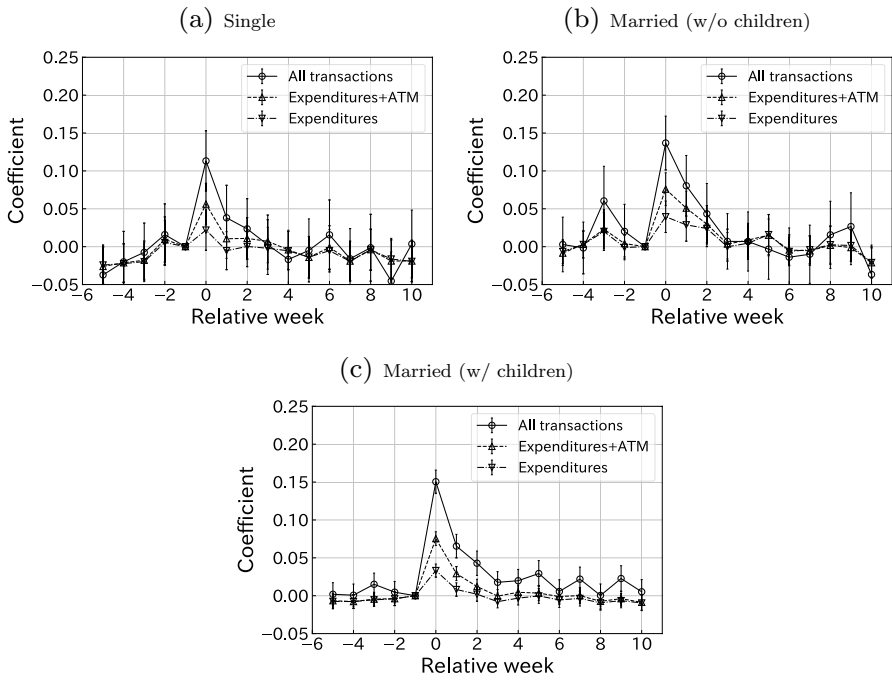 (a) Single
0.25
0.20
0.15
0.10
0.05
0.00
−0.05
Coefficient
All transactions
Expenditures+ATM
Expenditures
−6 −4 −2 0 2 4 6 8 10
Relative week
(b) Married (w/o children)
0.25
0.20
0.15
0.10
0.05
0.00
−0.05
Coefficient
All transactions
Expenditures+ATM
Expenditures
−6 −4 −2 0 2 4 6 8 10
Relative week
(c) Married (w/ children)
0.25
0.20
0.15
0.10
0.05
0.00
−0.05
Coefficient
All transactions
Expenditures+ATM
Expenditures
−6 −4 −2 0 2 4 6 8 10
Relative week